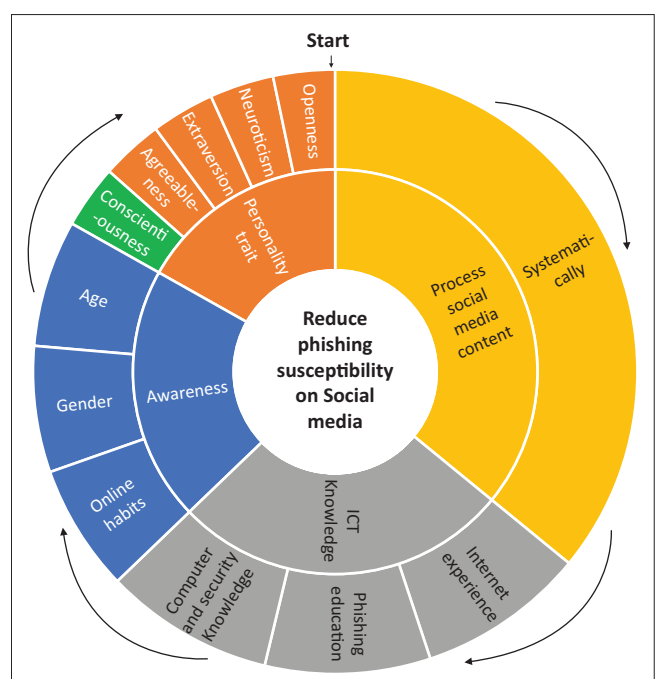 Start
Systemati-
cally
Process
social
media
content
Internet
experience
Phishing
education
Computer
and security
Knowledge
ICT
Knowledge
Online
habits
Gender
Age
Awareness
Conscienti
-ousness
Agreeable-
ness
Extraversion
Neuroticism
Openness
Personality
trait
Reduce
phishing
susceptibility
on Social
media